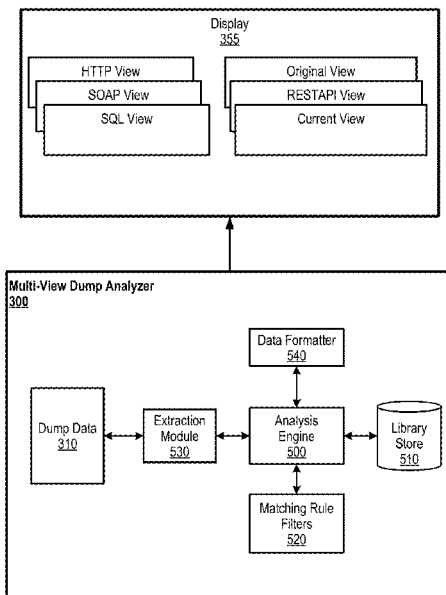 Display
355
HTTP View
SOAP View
SQL View
Original View
RESTAPI View
Current View
Multi-View Dump Analyzer
300
Data Formatter
540
Dump Data
310
Extraction
Module
530
Analysis
Engine
500
Library
Store
510
Matching Rule
Filters
520